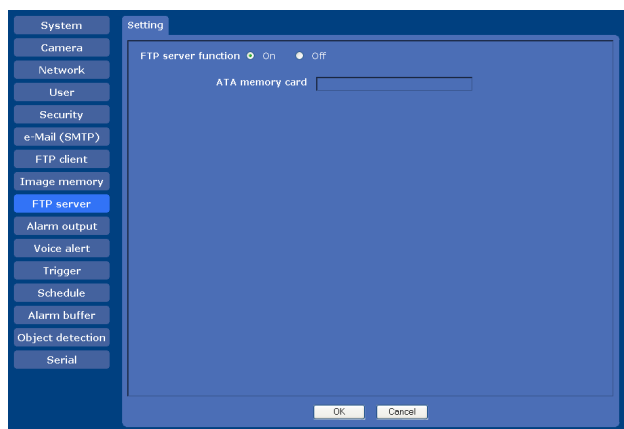 System
Camera
Network
User
Security
e-Mail (SMTP)
FTP client
Image memory
FTP server
Alarm output
Voice alert
Trigger
Schedule
Alarm buffer
Object detection
Serial
Setting
FTP server function On Off
ATA memory card
OK Cancel